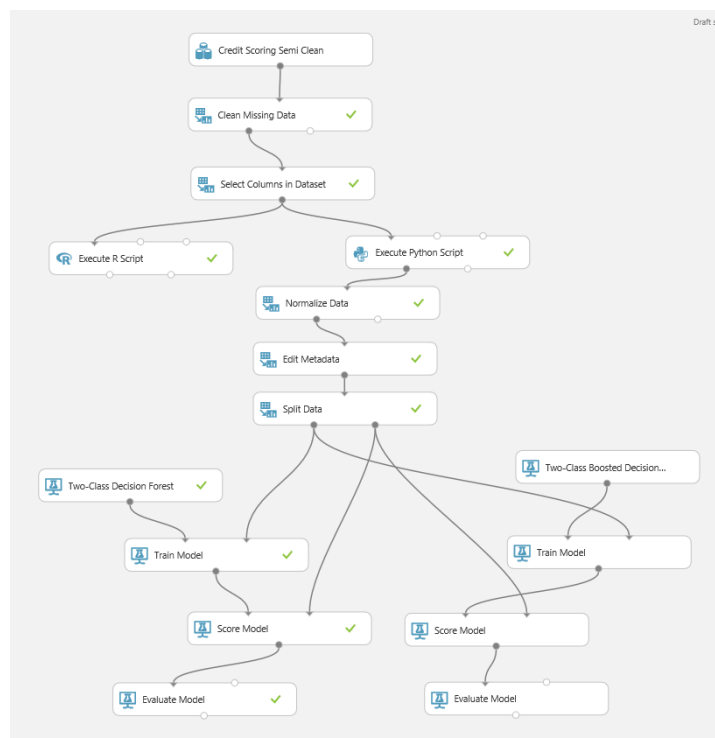 Draft s
Credit Scoring Semi Clean
Clean Missing Data
Select Columns in Dataset
Execute R Script
Execute Python Script
Normalize Data
Edit Metadata
Split Data
Two-Class Decision Forest
Two-Class Boosted Decision...
Train Model
Train Model
Score Model
Score Model
Evaluate Model
Evaluate Model